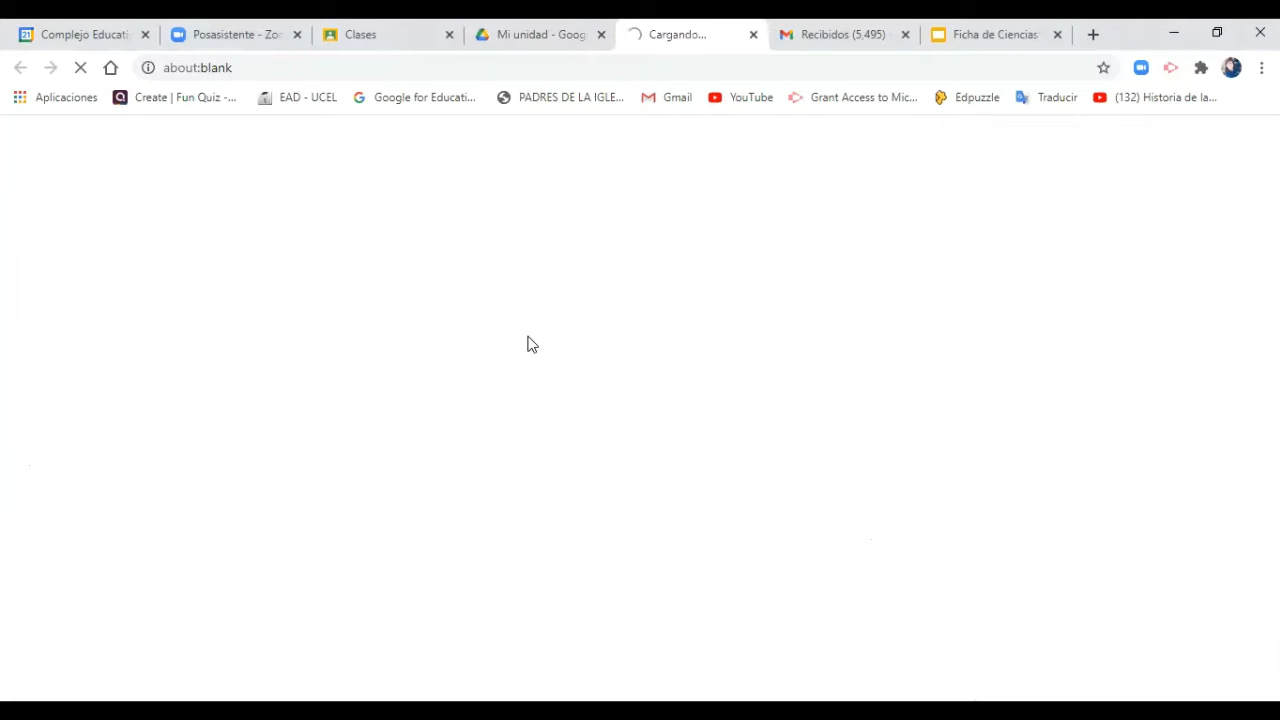 Complejo Educati
Posasistente - Zoo
Clases
Mi unidad - Goog
Cargando...
Recibidos (5,495)
Ficha de Ciencias
about:blank
Aplicaciones
Create | Fun Quiz -...
EAD - UCEL
Google for Educati...
PADRES DE LA IGLE...
Gmail
YouTube
Grant Access to Mic...
Edpuzzle
Traducir
(132) Historia de la...